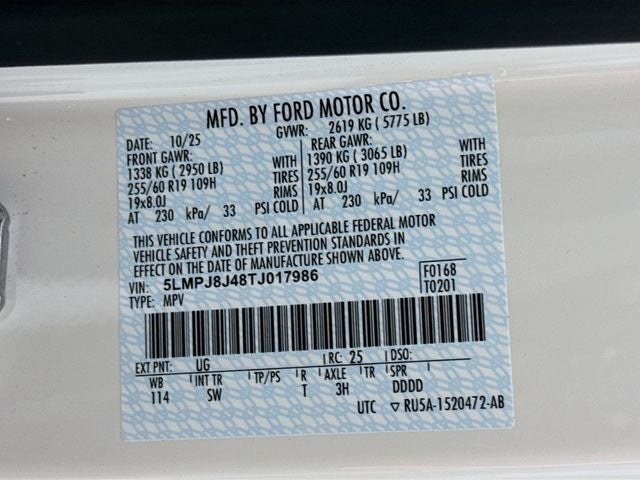 MFD. BY FORD MOTOR CO.
DATE: 10/25 GVWR: 2619 KG ( 5775 LB)
FRONT GAWR: REAR GAWR:
1338 KG ( 2950 LB) WITH 1390 KG ( 3065 LB) WITH
255/60 R19 109H TIRES 255/60 R19 109H TIRES
19x8.0J RIMS 19x8.0J RIMS
AT 230 kPa/ 33 PSI COLD AT 230 kPa/ 33 PSI COLD
THIS VEHICLE CONFORMS TO ALL APPLICABLE FEDERAL MOTOR
VEHICLE SAFETY AND THEFT PREVENTION STANDARDS IN
EFFECT ON THE DATE OF MANUFACTURE SHOWN ABOVE.
VIN: 5LMPJ8J48TJ017986 F0168
TYPE: MPV T0201
EXT PNT: UG RC: 25 DSO:
WB INT TR TP/PS R AXLE TR SPR
114 SW T 3H DDDD
UTC ▽ RU5A-1520472-AB